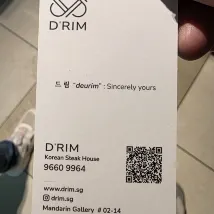 D'RIM
드 림 "deurim" : Sincerely yours
D'RIM
Korean Steak House
9660 9964
www.drim.sg
drim.sg
Mandarin Gallery # 02-14